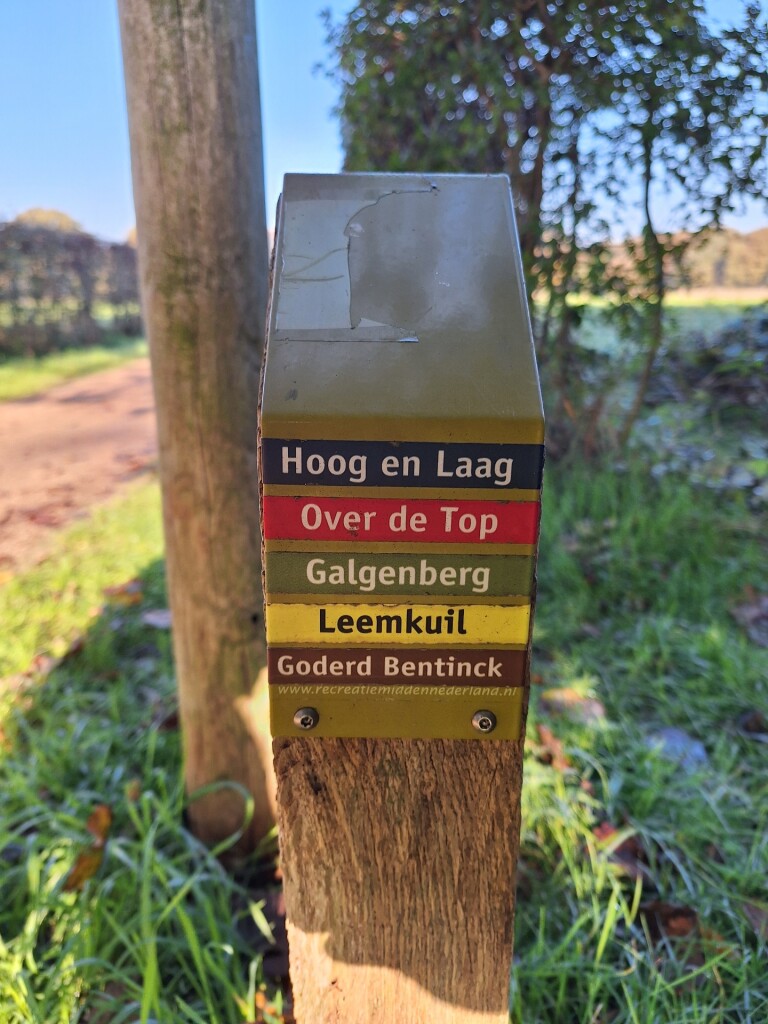 Hoog en Laag
Over de Top
Galgenberg
Leemkuil
Goderd Bentinck
www.recreatiemiddennederland.nl